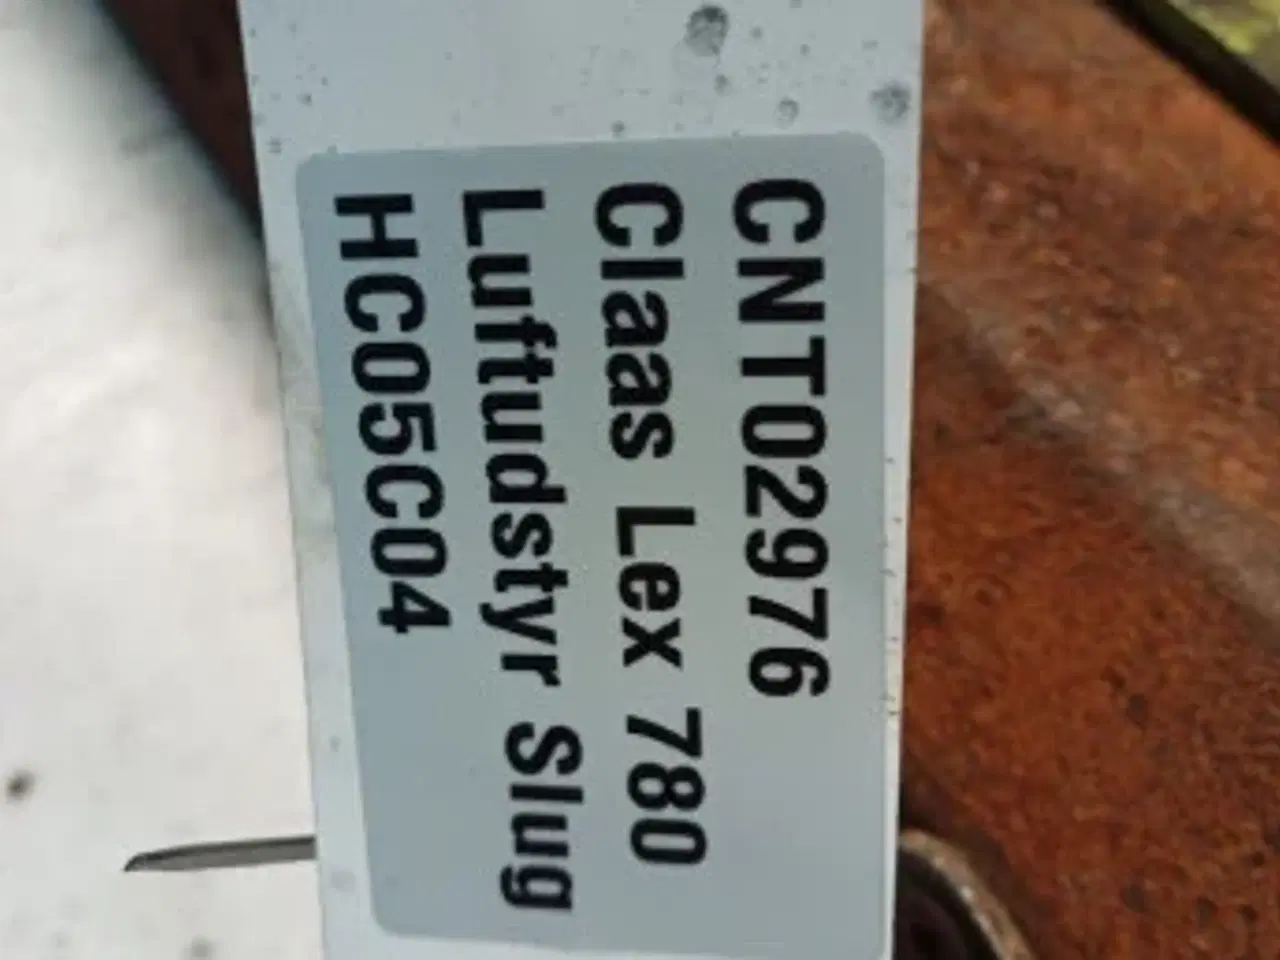 CNT02976
Claas Lex 780
Luftudstyr Slug
HC05C04